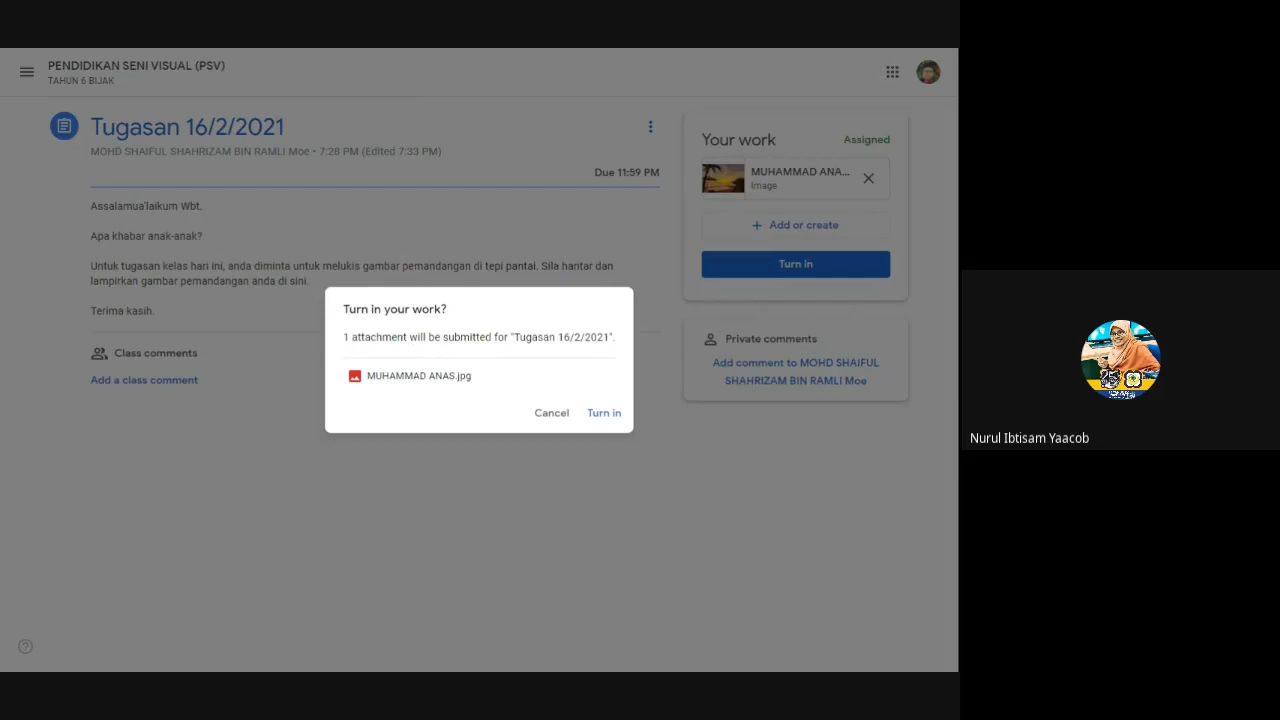 PENDIDIKAN SENI VISUAL (PSV)
TAHUN 6 BIJAK
Tugasan 16/2/2021
MOHD SHAIFUL SHAHRIZAM BIN RAMLI Moe • 7:28 PM (Edited 7:33 PM)
Due 11:59 PM
Assalamua'laikum Wbt.
Apa khabar anak-anak?
Untuk tugasan kelas hari ini, anda diminta untuk melukis gambar pemandangan di tepi pantai. Sila hantar dan
lampirkan gambar pemandangan anda di sini.
Terima kasih.
Class comments
Add a class comment
Your work
Assigned
MUHAMMAD ANA...
Image
+ Add or create
Turn in
Private comments
Add comment to MOHD SHAIFUL
SHAHRIZAM BIN RAMLI Moe
Turn in your work?
1 attachment will be submitted for "Tugasan 16/2/2021".
MUHAMMAD ANAS.jpg
Cancel
Turn in
Nurul Ibtisam Yaacob